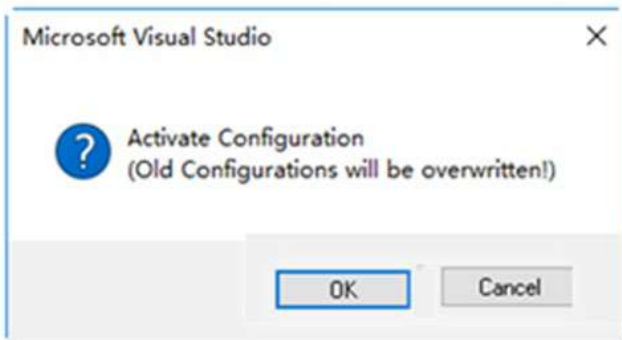 Microsoft Visual Studio
Activate Configuration
(Old Configurations will be overwritten!)
OK
Cancel